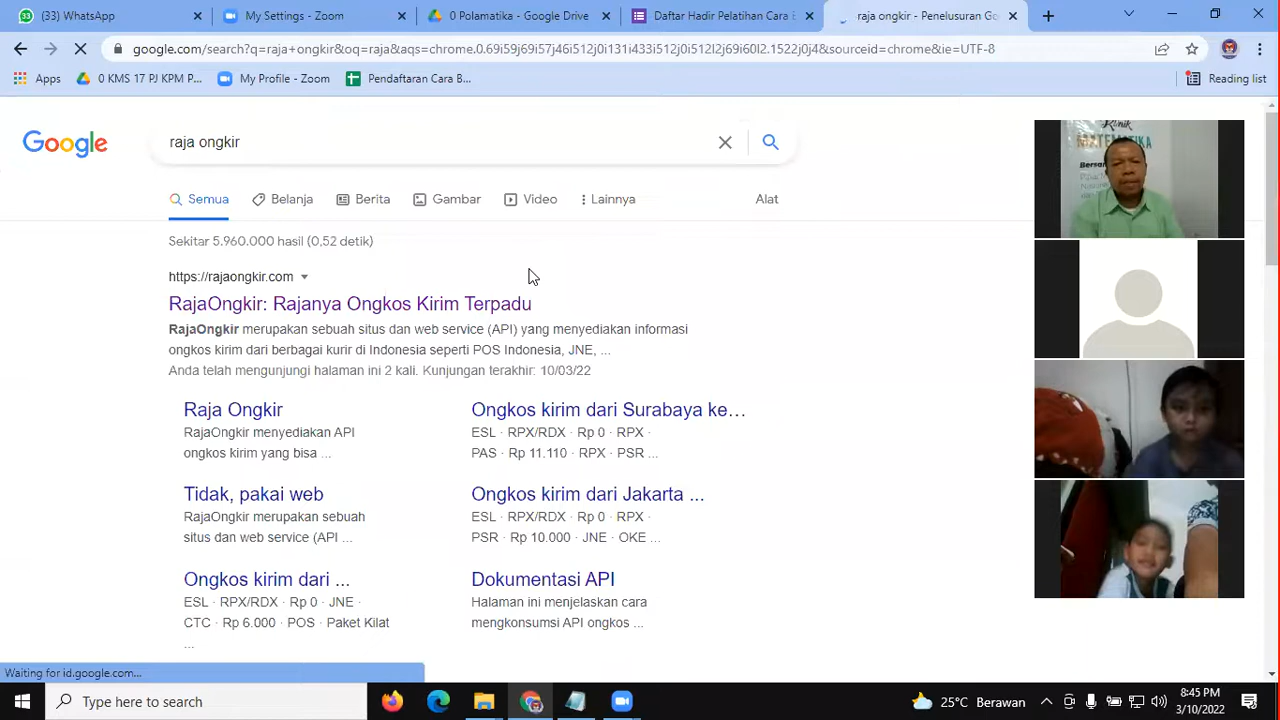 (33) WhatsApp
My Settings - Zoom
0 Polamatika - Google Drive
Daftar Hadir Pelatihan Cara B
raja ongkir - Penelusuran Go
google.com/search?q=raja+ongkir&oq=raja&aqs=chrome.0.69i59j69i57j46i512j0i131i433i512j0i512l2j69i60l2.1522j0j4&sourceid=chrome&ie=UTF-8
Apps
0 KMS 17 PJ KPM P...
My Profile - Zoom
Pendaftaran Cara B...
Reading list
Google
raja ongkir
Semua
Belanja
Berita
Gambar
Video
Lainnya
Alat
Sekitar 5.960.000 hasil (0,52 detik)
https://rajaongkir.com
RajaOngkir: Rajanya Ongkos Kirim Terpadu
RajaOngkir merupakan sebuah situs dan web service (API) yang menyediakan informasi
ongkos kirim dari berbagai kurir di Indonesia seperti POS Indonesia, JNE, ...
Anda telah mengunjungi halaman ini 2 kali. Kunjungan terakhir: 10/03/22
Raja Ongkir
RajaOngkir menyediakan API
ongkos kirim yang bisa ...
Ongkos kirim dari Surabaya ke…
ESL · RPX/RDX · Rp 0 · RPX ·
PAS · Rp 11.110 · RPX · PSR ...
Tidak, pakai web
RajaOngkir merupakan sebuah
situs dan web service (API ...
Ongkos kirim dari Jakarta ...
ESL · RPX/RDX · Rp 0 · RPX ·
PSR · Rp 10.000 · JNE · OKE ...
Ongkos kirim dari ...
ESL · RPX/RDX · Rp 0 · JNE ·
CTC · Rp 6.000 · POS · Paket Kilat
...
Dokumentasi API
Halaman ini menjelaskan cara
mengkonsumsi API ongkos ...
Klinik
MATEMATIKA
Bersam
Waiting for id.google.com...
Type here to search
25°C Berawan
8:45 PM
3/10/2022